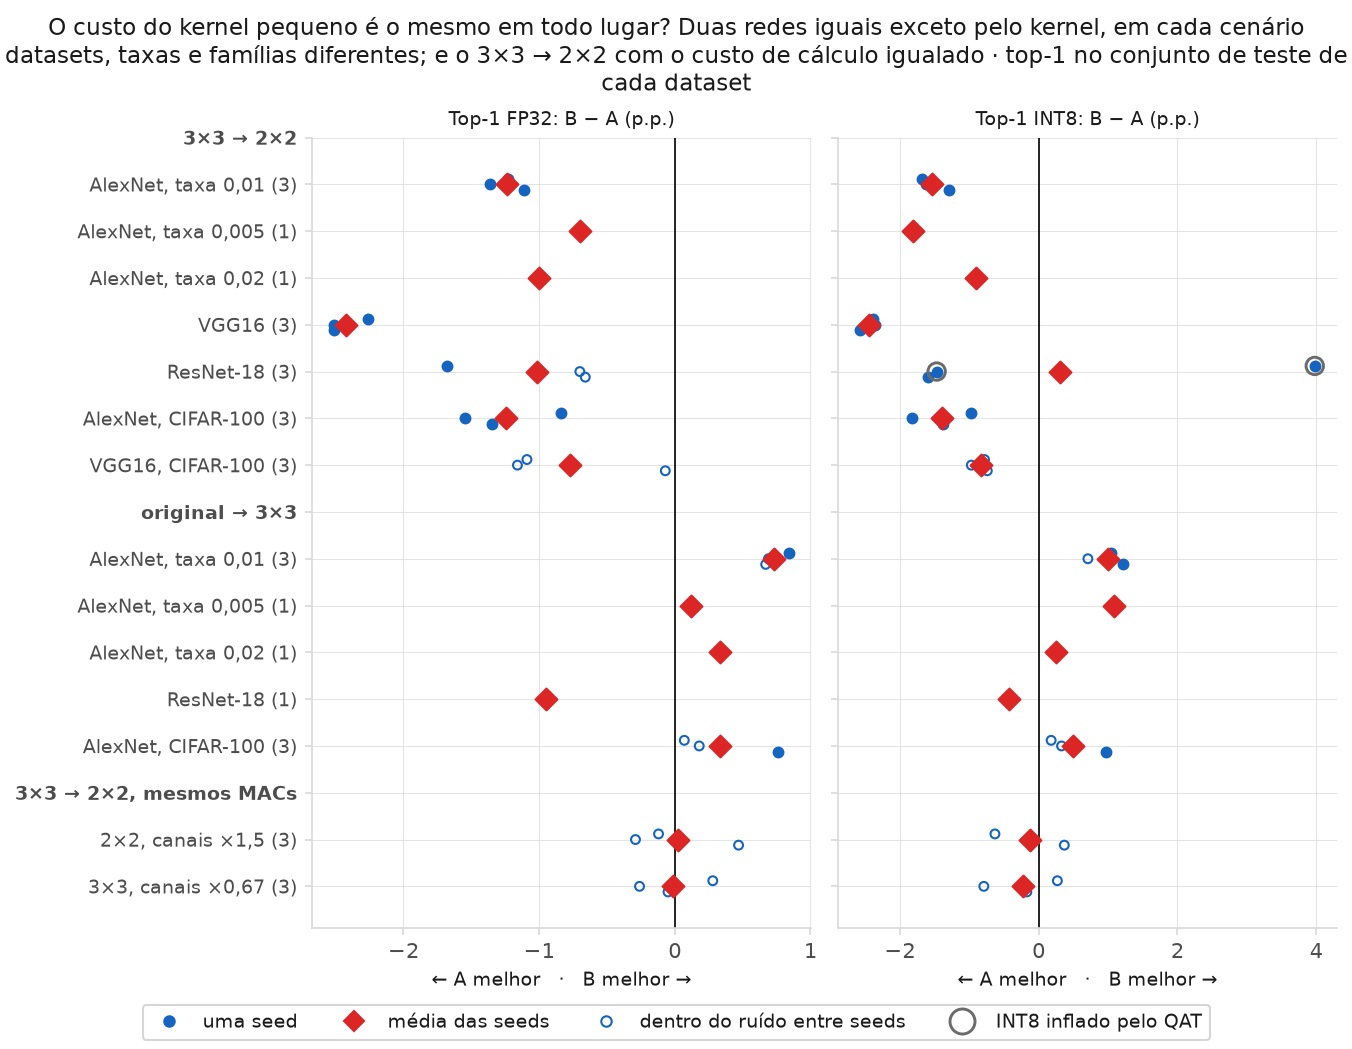 O custo do kernel pequeno é o mesmo em todo lugar? Duas redes iguais exceto pelo kernel, em cada cenário
datasets, taxas e famílias diferentes; e o 3×3 → 2×2 com o custo de cálculo igualado · top-1 no conjunto de teste de
cada dataset
Top-1 FP32: B − A (p.p.)
Top-1 INT8: B − A (p.p.)
3×3 → 2×2
AlexNet, taxa 0,01 (3)
AlexNet, taxa 0,005 (1)
AlexNet, taxa 0,02 (1)
VGG16 (3)
ResNet-18 (3)
AlexNet, CIFAR-100 (3)
VGG16, CIFAR-100 (3)
original → 3×3
AlexNet, taxa 0,01 (3)
AlexNet, taxa 0,005 (1)
AlexNet, taxa 0,02 (1)
ResNet-18 (1)
AlexNet, CIFAR-100 (3)
3×3 → 2×2, mesmos MACs
2×2, canais ×1,5 (3)
3×3, canais ×0,67 (3)
−2 −1 0 1
−2 0 2 4
← A melhor · B melhor →
← A melhor · B melhor →
uma seed
média das seeds
dentro do ruído entre seeds
INT8 inflado pelo QAT